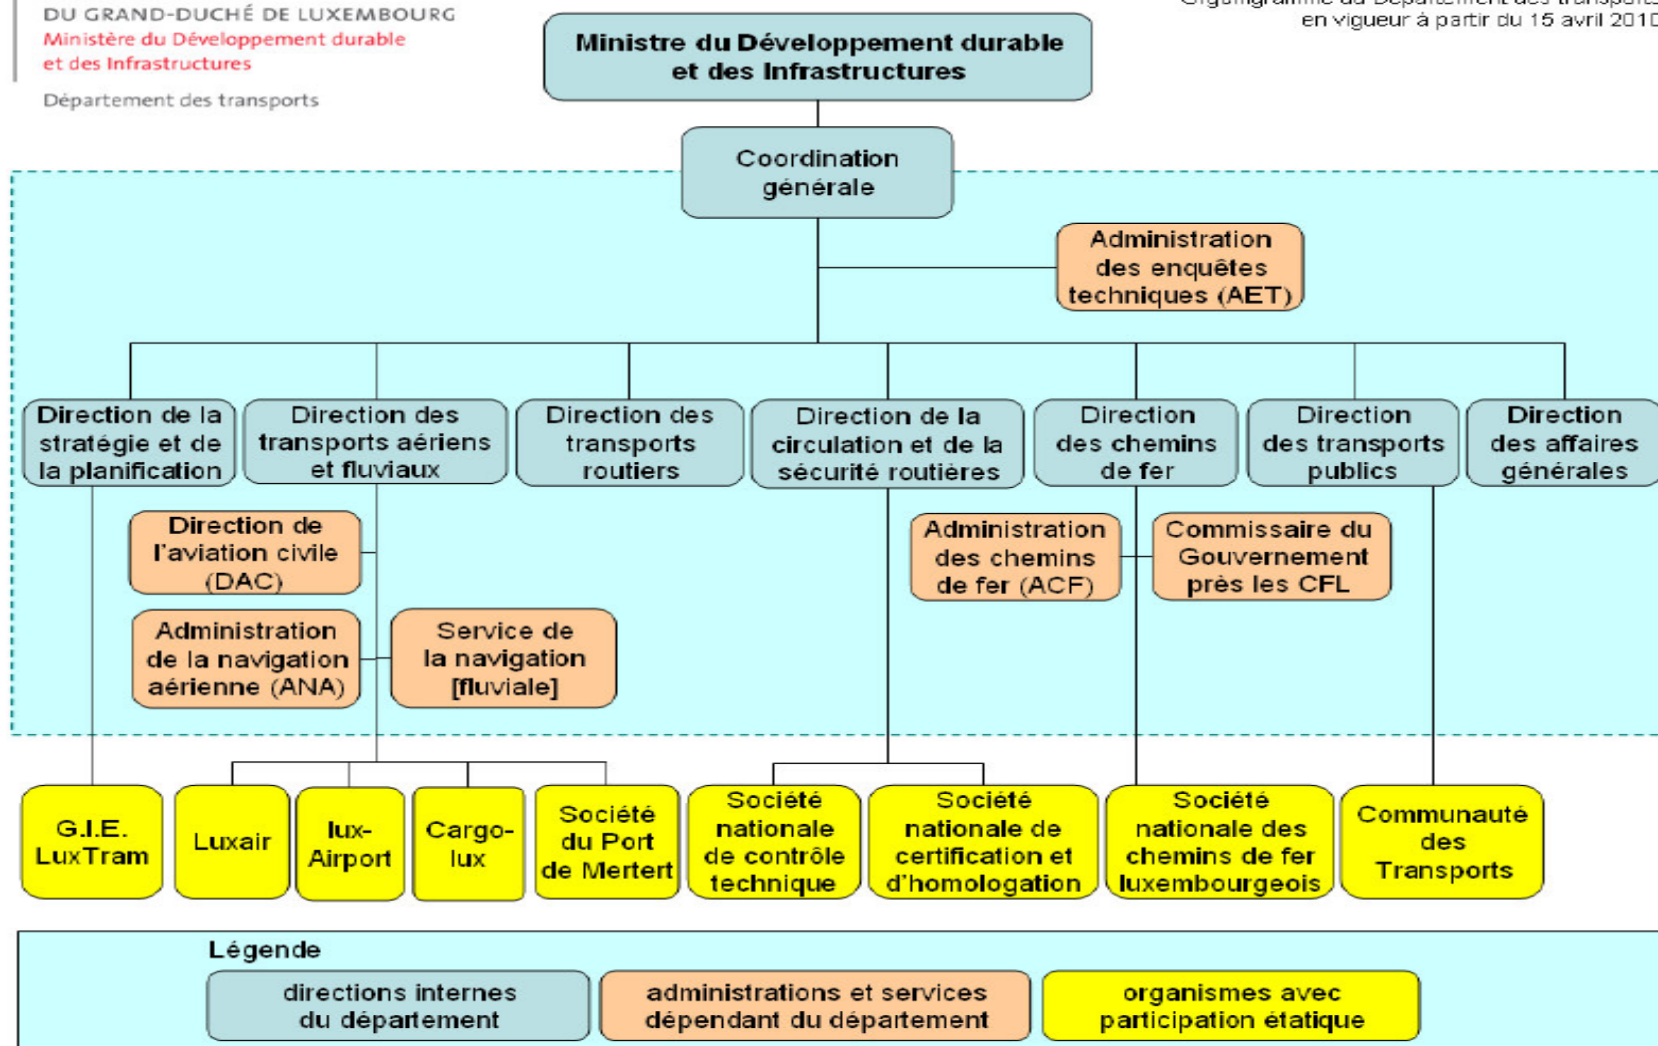 DU GRAND-DUCHÉ DE LUXEMBOURG
Ministère du Développement durable
et des Infrastructures
Département des transports
Organigramme du Département des transports
en vigueur à partir du 15 avril 2010
Ministre du Développement durable
et des Infrastructures
Coordination
générale
Administration
des enquêtes
techniques (AET)
Direction de la
stratégie et de
la planification
Direction des
transports aériens
et fluviaux
Direction des
transports
routiers
Direction de la
circulation et de la
sécurité routières
Direction
des chemins
de fer
Direction
des transports
publics
Direction
des affaires
générales
Direction de
l'aviation civile
(DAC)
Administration
des chemins
de fer (ACF)
Commissaire du
Gouvernement
près les CFL
Administration
de la navigation
aérienne (ANA)
Service de
la navigation
[fluviale]
G.I.E.
LuxTram
Luxair
lux-
Airport
Cargo-
lux
Société
du Port
de Mertert
Société
nationale
de contrôle
technique
Société
nationale de
certification et
d'homologation
Société
nationale des
chemins de fer
luxembourgeois
Communauté
des
Transports
Légende
directions internes
du département
administrations et services
dépendant du département
organismes avec
participation étatique